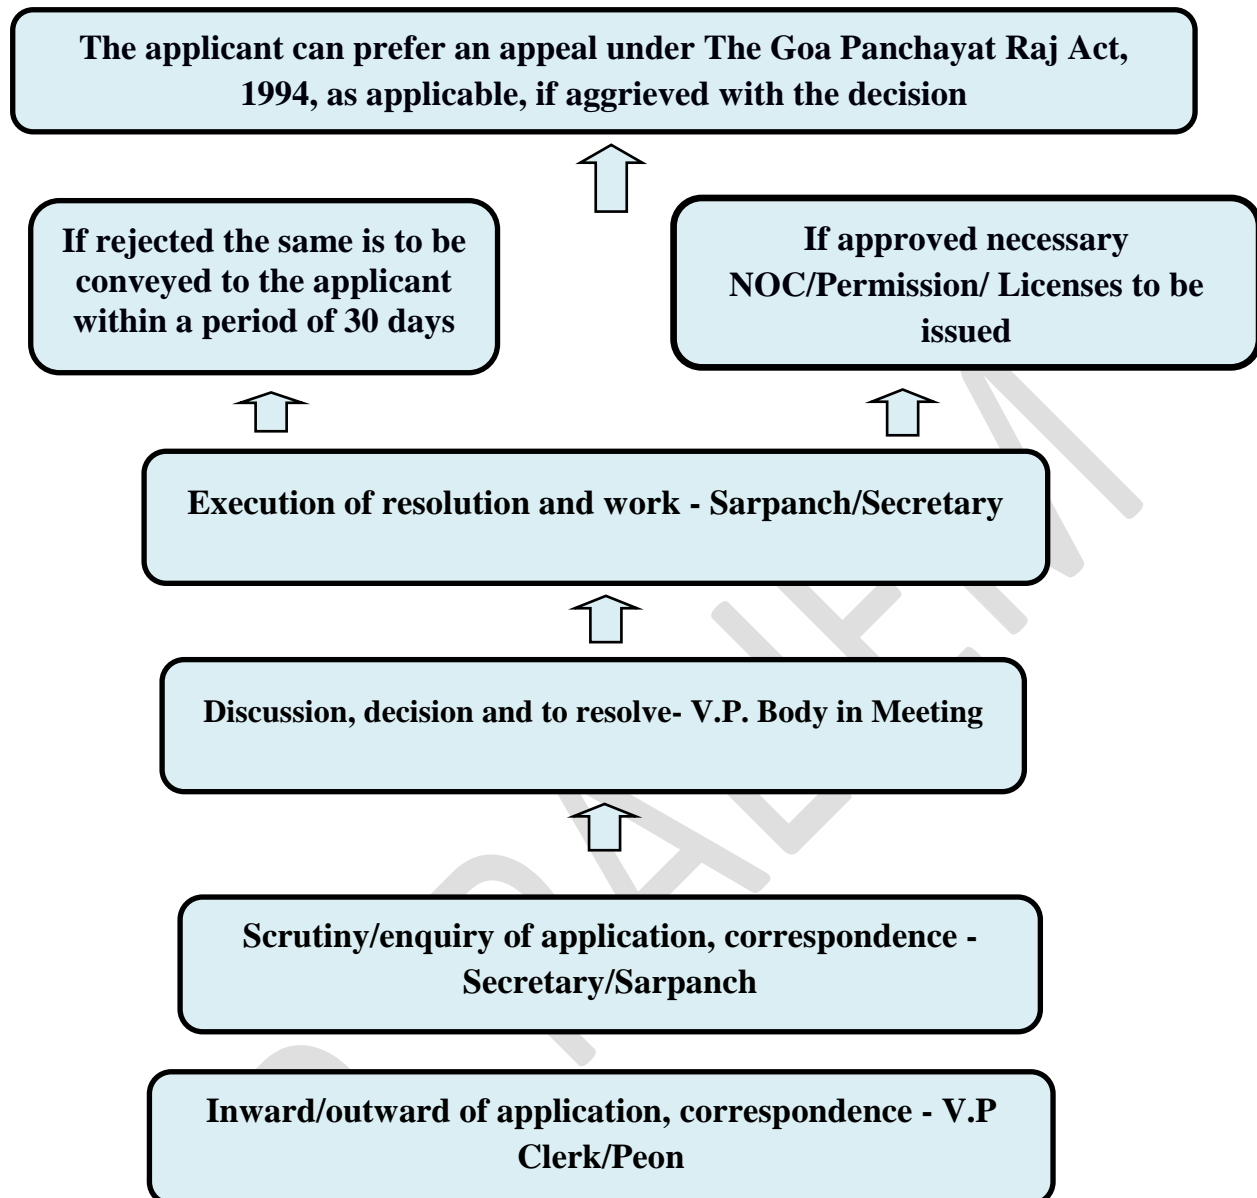 The applicant can prefer an appeal under The Goa Panchayat Raj Act,
1994, as applicable, if aggrieved with the decision
If rejected the same is to be
conveyed to the applicant
within a period of 30 days
If approved necessary
NOC/Permission/ Licenses to be
issued
Execution of resolution and work - Sarpanch/Secretary
Discussion, decision and to resolve- V.P. Body in Meeting
Scrutiny/enquiry of application, correspondence -
Secretary/Sarpanch
Inward/outward of application, correspondence - V.P
Clerk/Peon